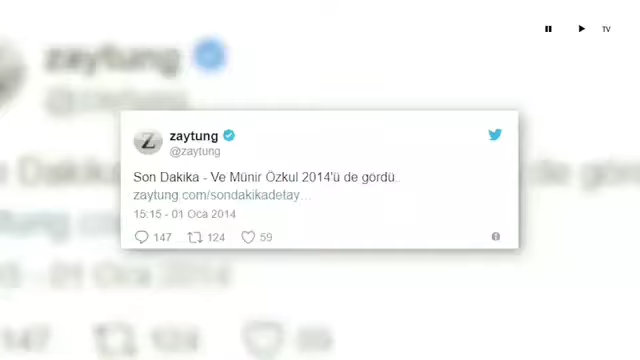 TV
zaytung
@zaytung
Son Dakika - Ve Münir Özkul 2014'ü de gördü..
zaytung.com/sondakikadetay…
15:15 - 01 Oca 2014
147 124 59